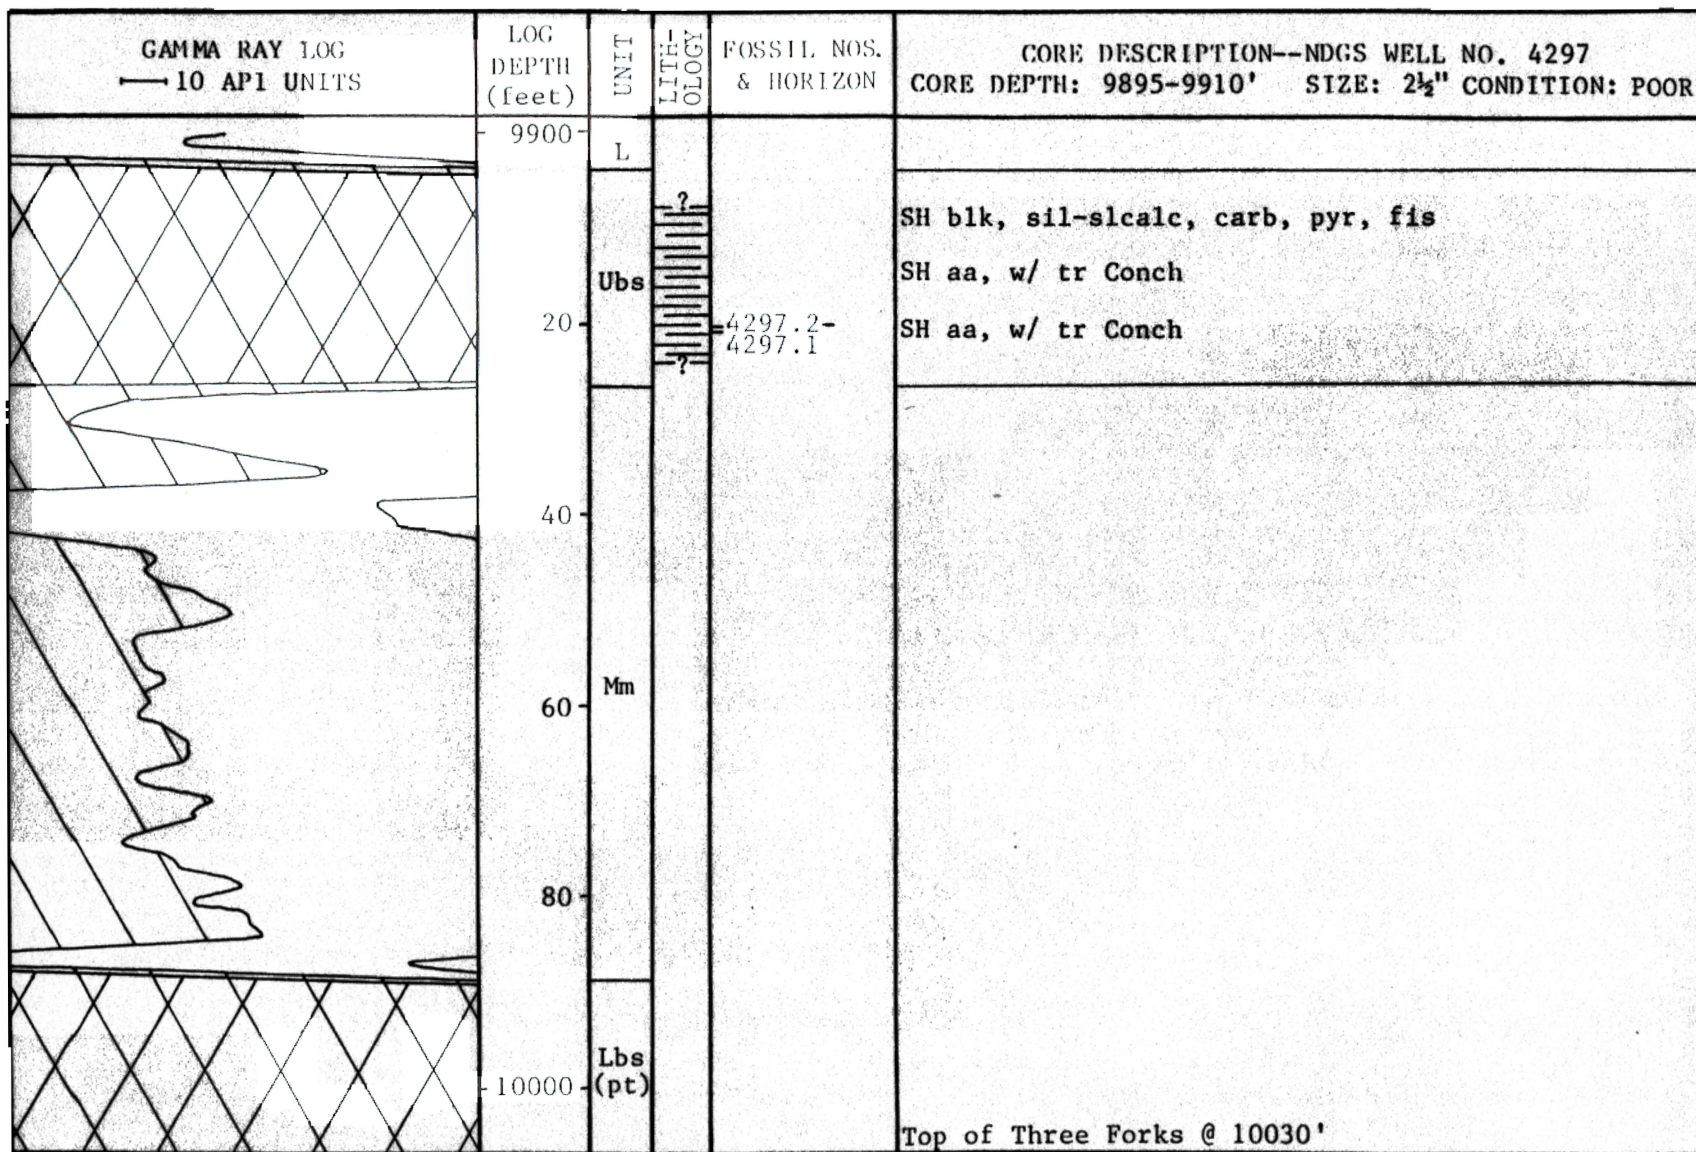 GAMMA RAY LOG
10 API UNITS
LOG
DEPTH
(feet)
UNIT
LITH-
OLOGY
FOSSIL NOS.
& HORIZON
CORE DESCRIPTION--NDGS WELL NO. 4297
CORE DEPTH: 9895-9910' SIZE: 2½" CONDITION: POOR
9900
L
?
SH blk, sil-slcalc, carb, pyr, fis
SH aa, w/ tr Conch
Ubs
20
4297.2-
4297.1
SH aa, w/ tr Conch
?
40
Mm
60
80
Lbs
(pt)
10000
Top of Three Forks @ 10030'